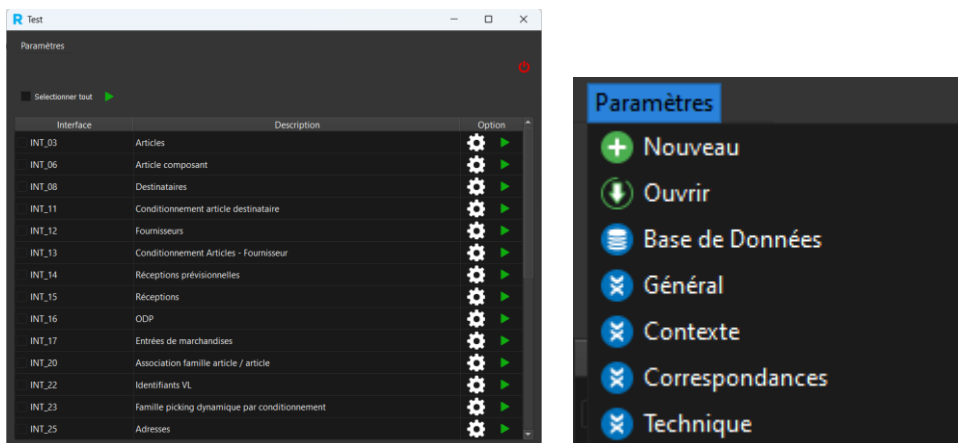 R Test
Paramètres
Selectionner tout
Interface Description Option
INT_03 Articles
INT_06 Article composant
INT_08 Destinataires
INT_11 Conditionnement article destinataire
INT_12 Fournisseurs
INT_13 Conditionnement Articles - Fournisseur
INT_14 Réceptions prévisionnelles
INT_15 Réceptions
INT_16 ODP
INT_17 Entrées de marchandises
INT_20 Association famille article / article
INT_22 Identifiants VL
INT_23 Famille picking dynamique par conditionnement
INT_25 Adresses
Paramètres
Nouveau
Ouvrir
Base de Données
Général
Contexte
Correspondances
Technique